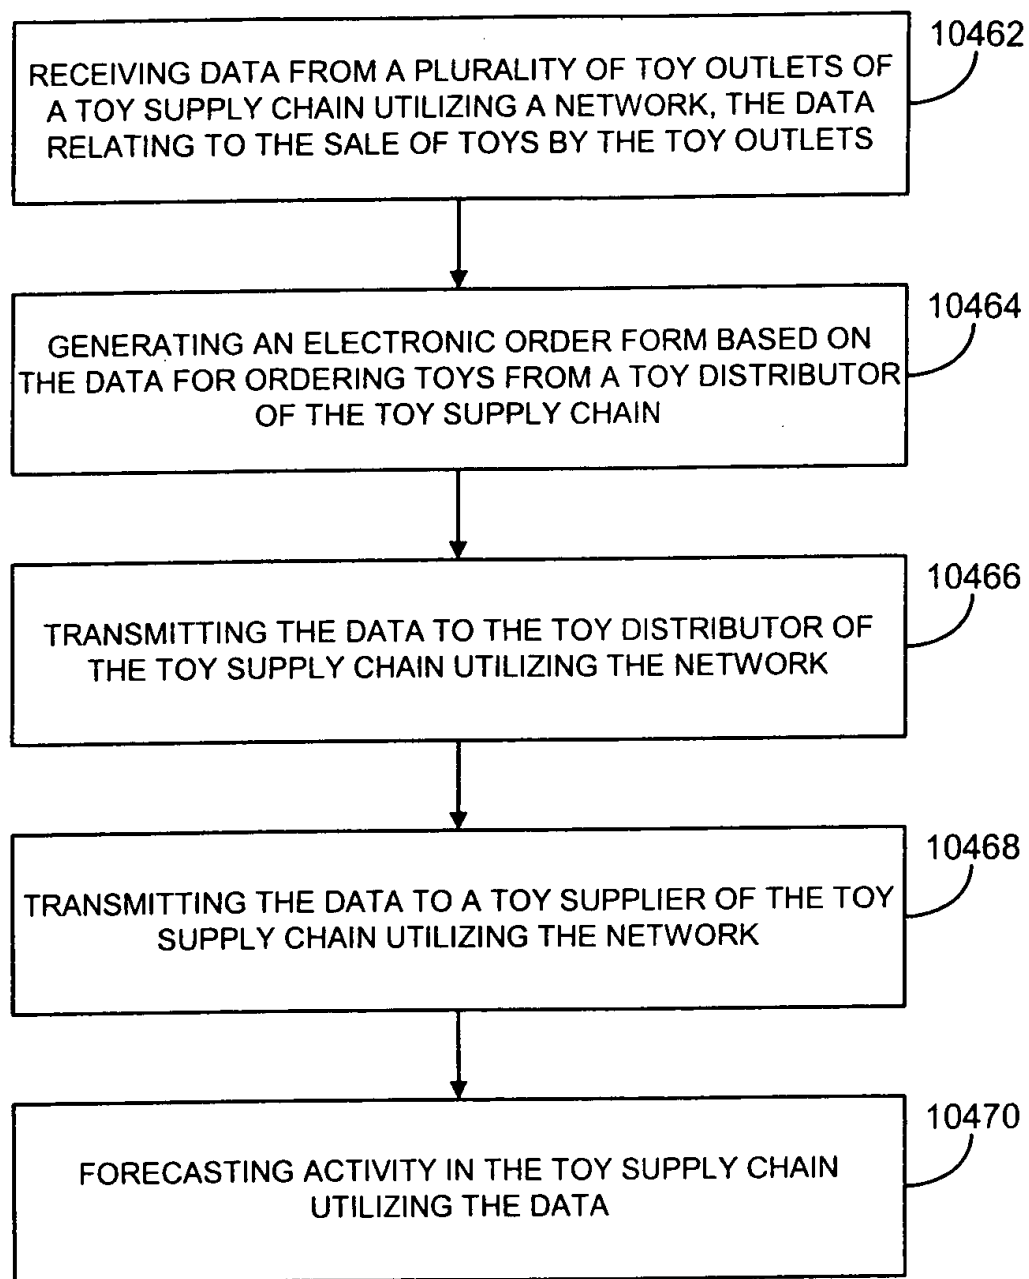 10462
RECEIVING DATA FROM A PLURALITY OF TOY OUTLETS OF
A TOY SUPPLY CHAIN UTILIZING A NETWORK, THE DATA
RELATING TO THE SALE OF TOYS BY THE TOY OUTLETS
10464
GENERATING AN ELECTRONIC ORDER FORM BASED ON
THE DATA FOR ORDERING TOYS FROM A TOY DISTRIBUTOR
OF THE TOY SUPPLY CHAIN
10466
TRANSMITTING THE DATA TO THE TOY DISTRIBUTOR OF
THE TOY SUPPLY CHAIN UTILIZING THE NETWORK
10468
TRANSMITTING THE DATA TO A TOY SUPPLIER OF THE TOY
SUPPLY CHAIN UTILIZING THE NETWORK
10470
FORECASTING ACTIVITY IN THE TOY SUPPLY CHAIN
UTILIZING THE DATA